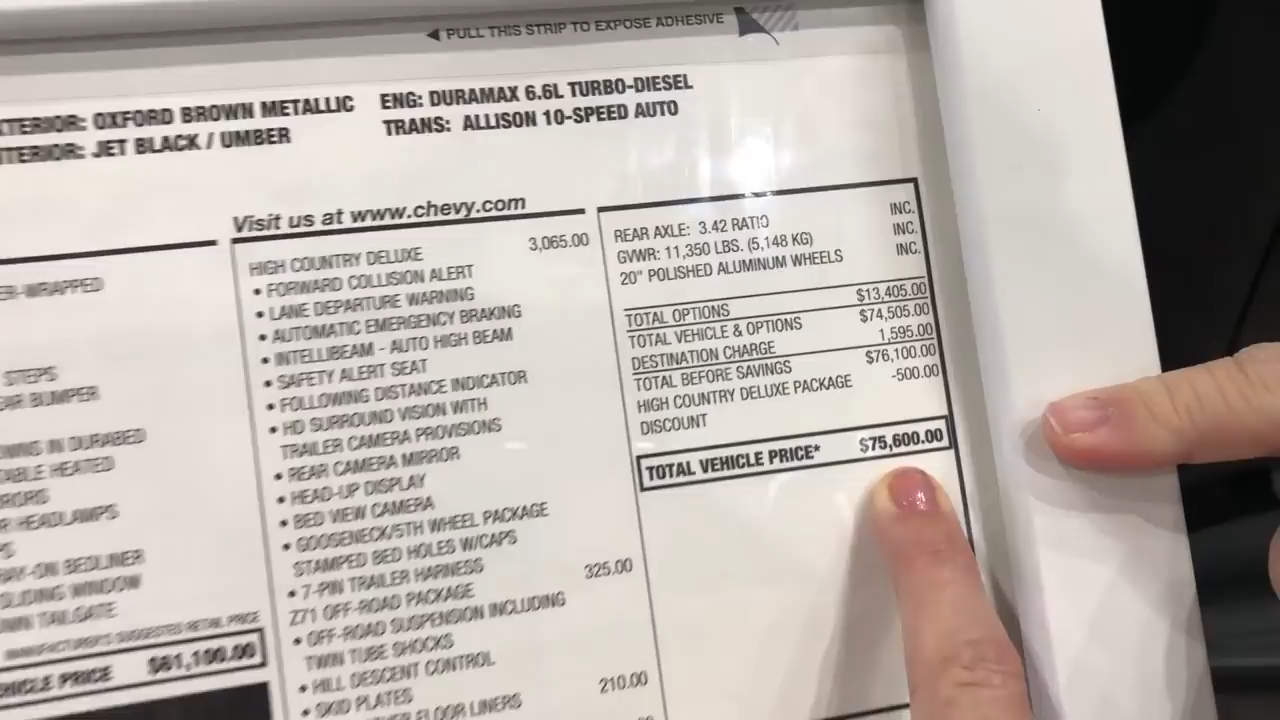 PULL THIS STRIP TO EXPOSE ADHESIVE
XTERIOR: OXFORD BROWN METALLIC
NTERIOR: JET BLACK / UMBER
ENG: DURAMAX 6.6L TURBO-DIESEL
TRANS: ALLISON 10-SPEED AUTO
ER-WRAPPED
STEPS
BUMPER
IN DURABED
HEATED
HEADLAMPS
BEDLINER
WINDOW
TAILGATE
MANUFACTURER'S SUGGESTED RETAIL PRICE
HICLE PRICE $61,100.00
Visit us at www.chevy.com
HIGH COUNTRY DELUXE 3,065.00
• FORWARD COLLISION ALERT
• LANE DEPARTURE WARNING
• AUTOMATIC EMERGENCY BRAKING
• INTELLIBEAM - AUTO HIGH BEAM
• SAFETY ALERT SEAT
• FOLLOWING DISTANCE INDICATOR
• HD SURROUND VISION WITH
TRAILER CAMERA PROVISIONS
• REAR CAMERA MIRROR
• HEAD-UP DISPLAY
• BED VIEW CAMERA
• GOOSENECK/5TH WHEEL PACKAGE
STAMPED BED HOLES W/CAPS
• 7-PIN TRAILER HARNESS
Z71 OFF-ROAD PACKAGE 325.00
• OFF-ROAD SUSPENSION INCLUDING
TWIN TUBE SHOCKS
• HILL DESCENT CONTROL
• SKID PLATES
FLOOR LINERS 210.00
REAR AXLE: 3.42 RATIO INC.
GVWR: 11,350 LBS. (5,148 KG) INC.
20" POLISHED ALUMINUM WHEELS INC.
TOTAL OPTIONS $13,405.00
TOTAL VEHICLE & OPTIONS $74,505.00
DESTINATION CHARGE 1,595.00
TOTAL BEFORE SAVINGS $76,100.00
HIGH COUNTRY DELUXE PACKAGE -500.00
DISCOUNT
TOTAL VEHICLE PRICE* $75,600.00